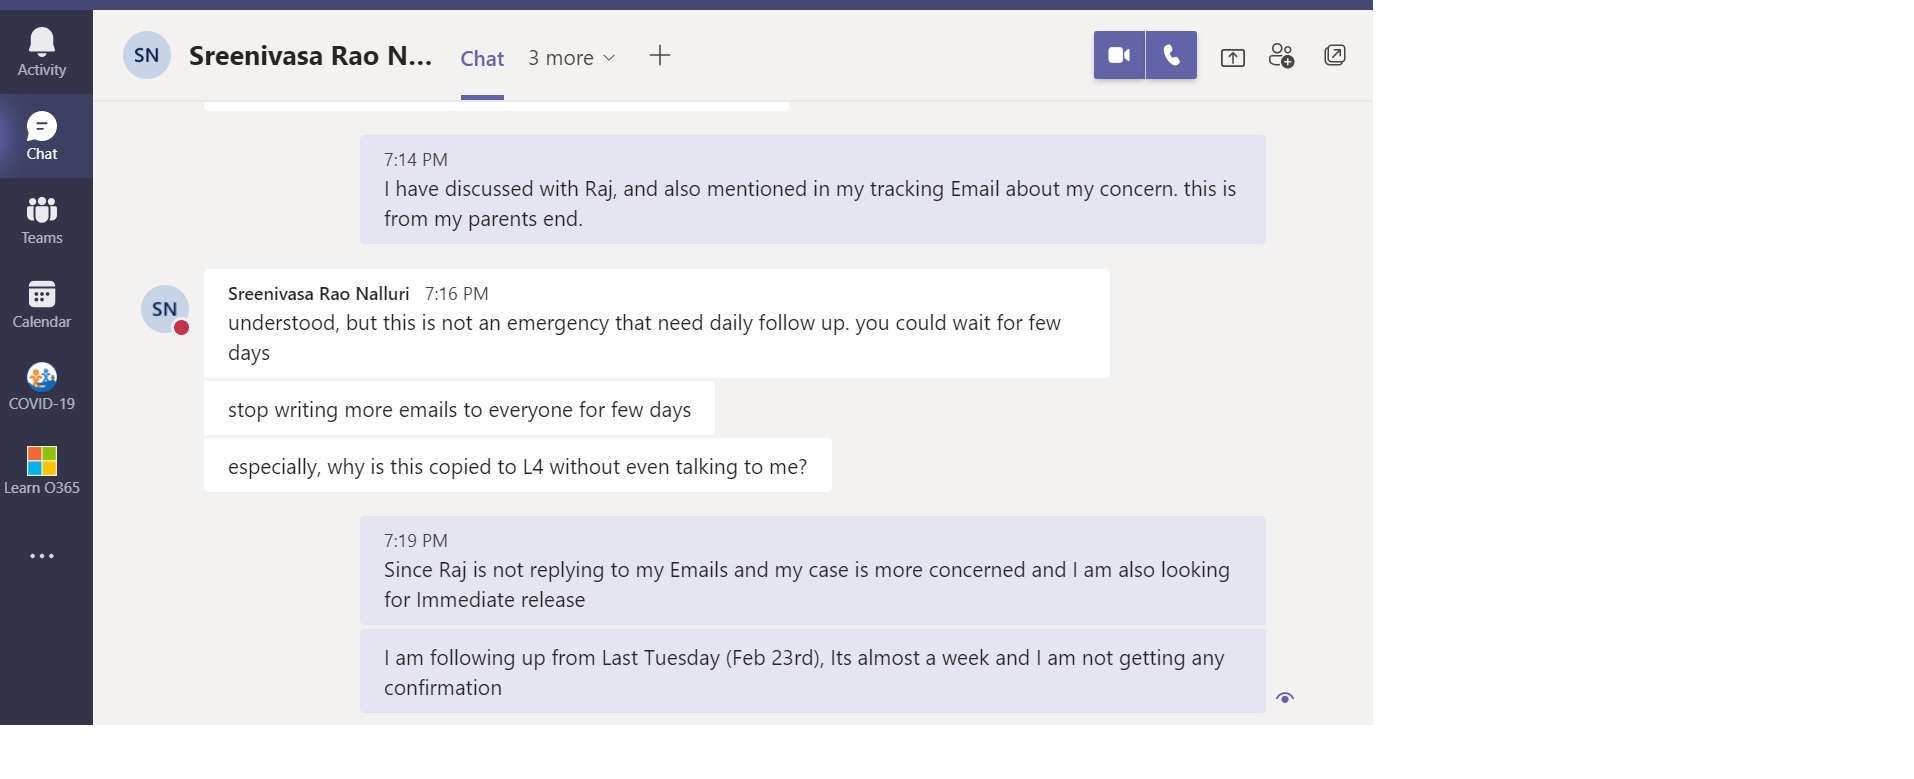 Activity
Chat
Teams
Calendar
COVID-19
Learn O365
SN
Sreenivasa Rao N...
Chat
3 more
7:14 PM
I have discussed with Raj, and also mentioned in my tracking Email about my concern. this is
from my parents end.
SN
Sreenivasa Rao Nalluri 7:16 PM
understood, but this is not an emergency that need daily follow up. you could wait for few
days
stop writing more emails to everyone for few days
especially, why is this copied to L4 without even talking to me?
7:19 PM
Since Raj is not replying to my Emails and my case is more concerned and I am also looking
for Immediate release
I am following up from Last Tuesday (Feb 23rd), Its almost a week and I am not getting any
confirmation